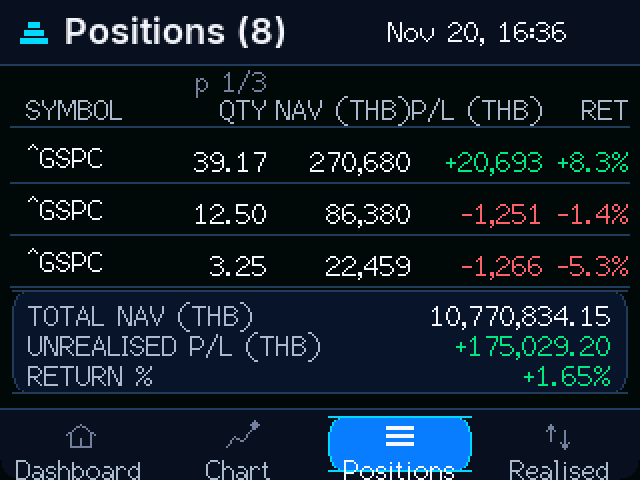 Positions (8) Nov 20, 16:36
p 1/3
SYMBOL QTY NAV (THB) P/L (THB) RET
^GSPC 39.17 270,680 +20,693 +8.3%
^GSPC 12.50 86,380 -1,251 -1.4%
^GSPC 3.25 22,459 -1,266 -5.3%
TOTAL NAV (THB) 10,770,834.15
UNREALISED P/L (THB) +175,029.20
RETURN % +1.65%
Dashboard Chart Positions Realised